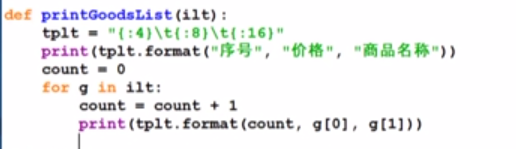 def printGoodsList(ilt):
    tplt = "{:4}\t{:8}\t{:16}"
    print(tplt.format("序号", "价格", "商品名称"))
    count = 0
    for g in ilt:
        count = count + 1
        print(tplt.format(count, g[0], g[1]))